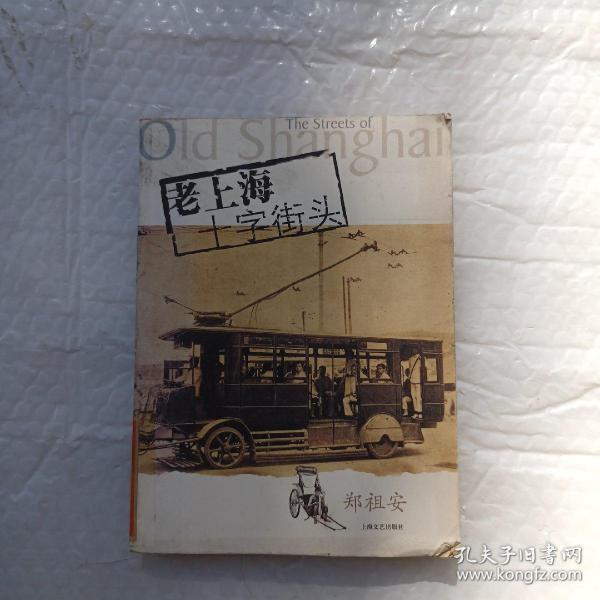 The Streets of
Old Shanghai
老上海
十字街头
郑祖安
上海文艺出版社
孔夫子旧书网
www.kongfz.com